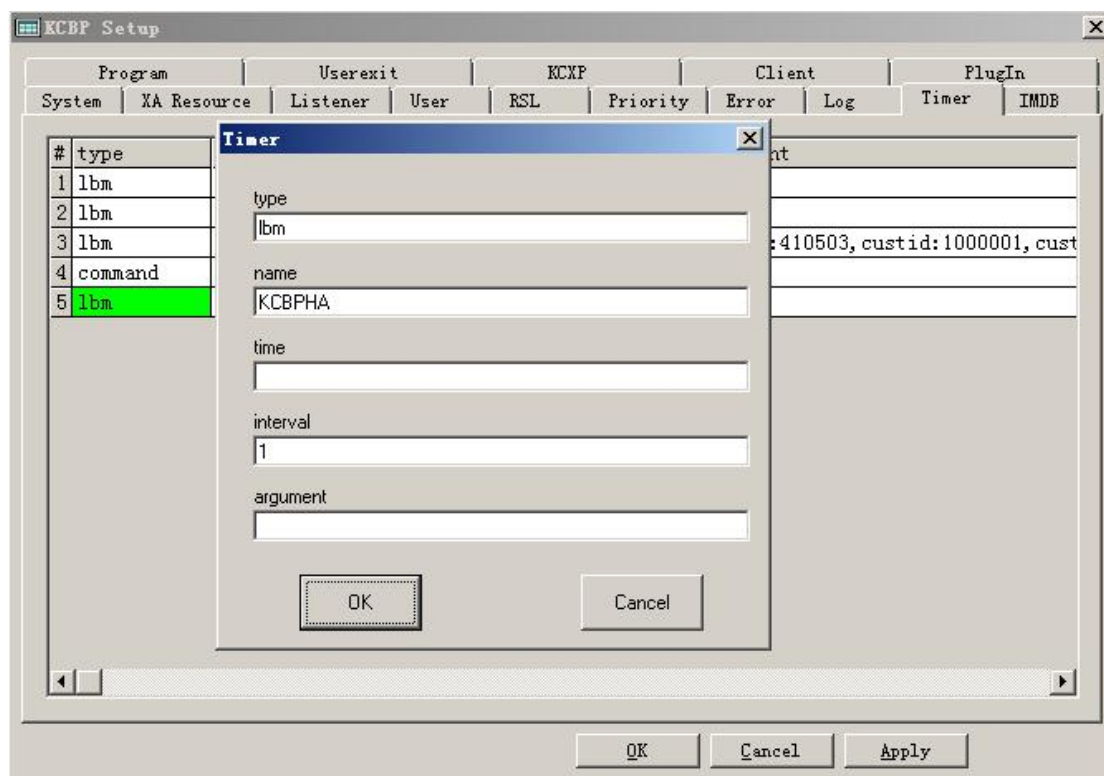 KCBP Setup
Program Userexit KCXP Client PlugIn
System XA Resource Listener User RSL Priority Error Log Timer IMDB
# type nt
1 lbm
2 lbm
3 lbm :410503,custid:1000001,cust
4 command
5 lbm
Timer
type
lbm
name
KCBPHA
time
interval
1
argument
OK Cancel
OK Cancel Apply